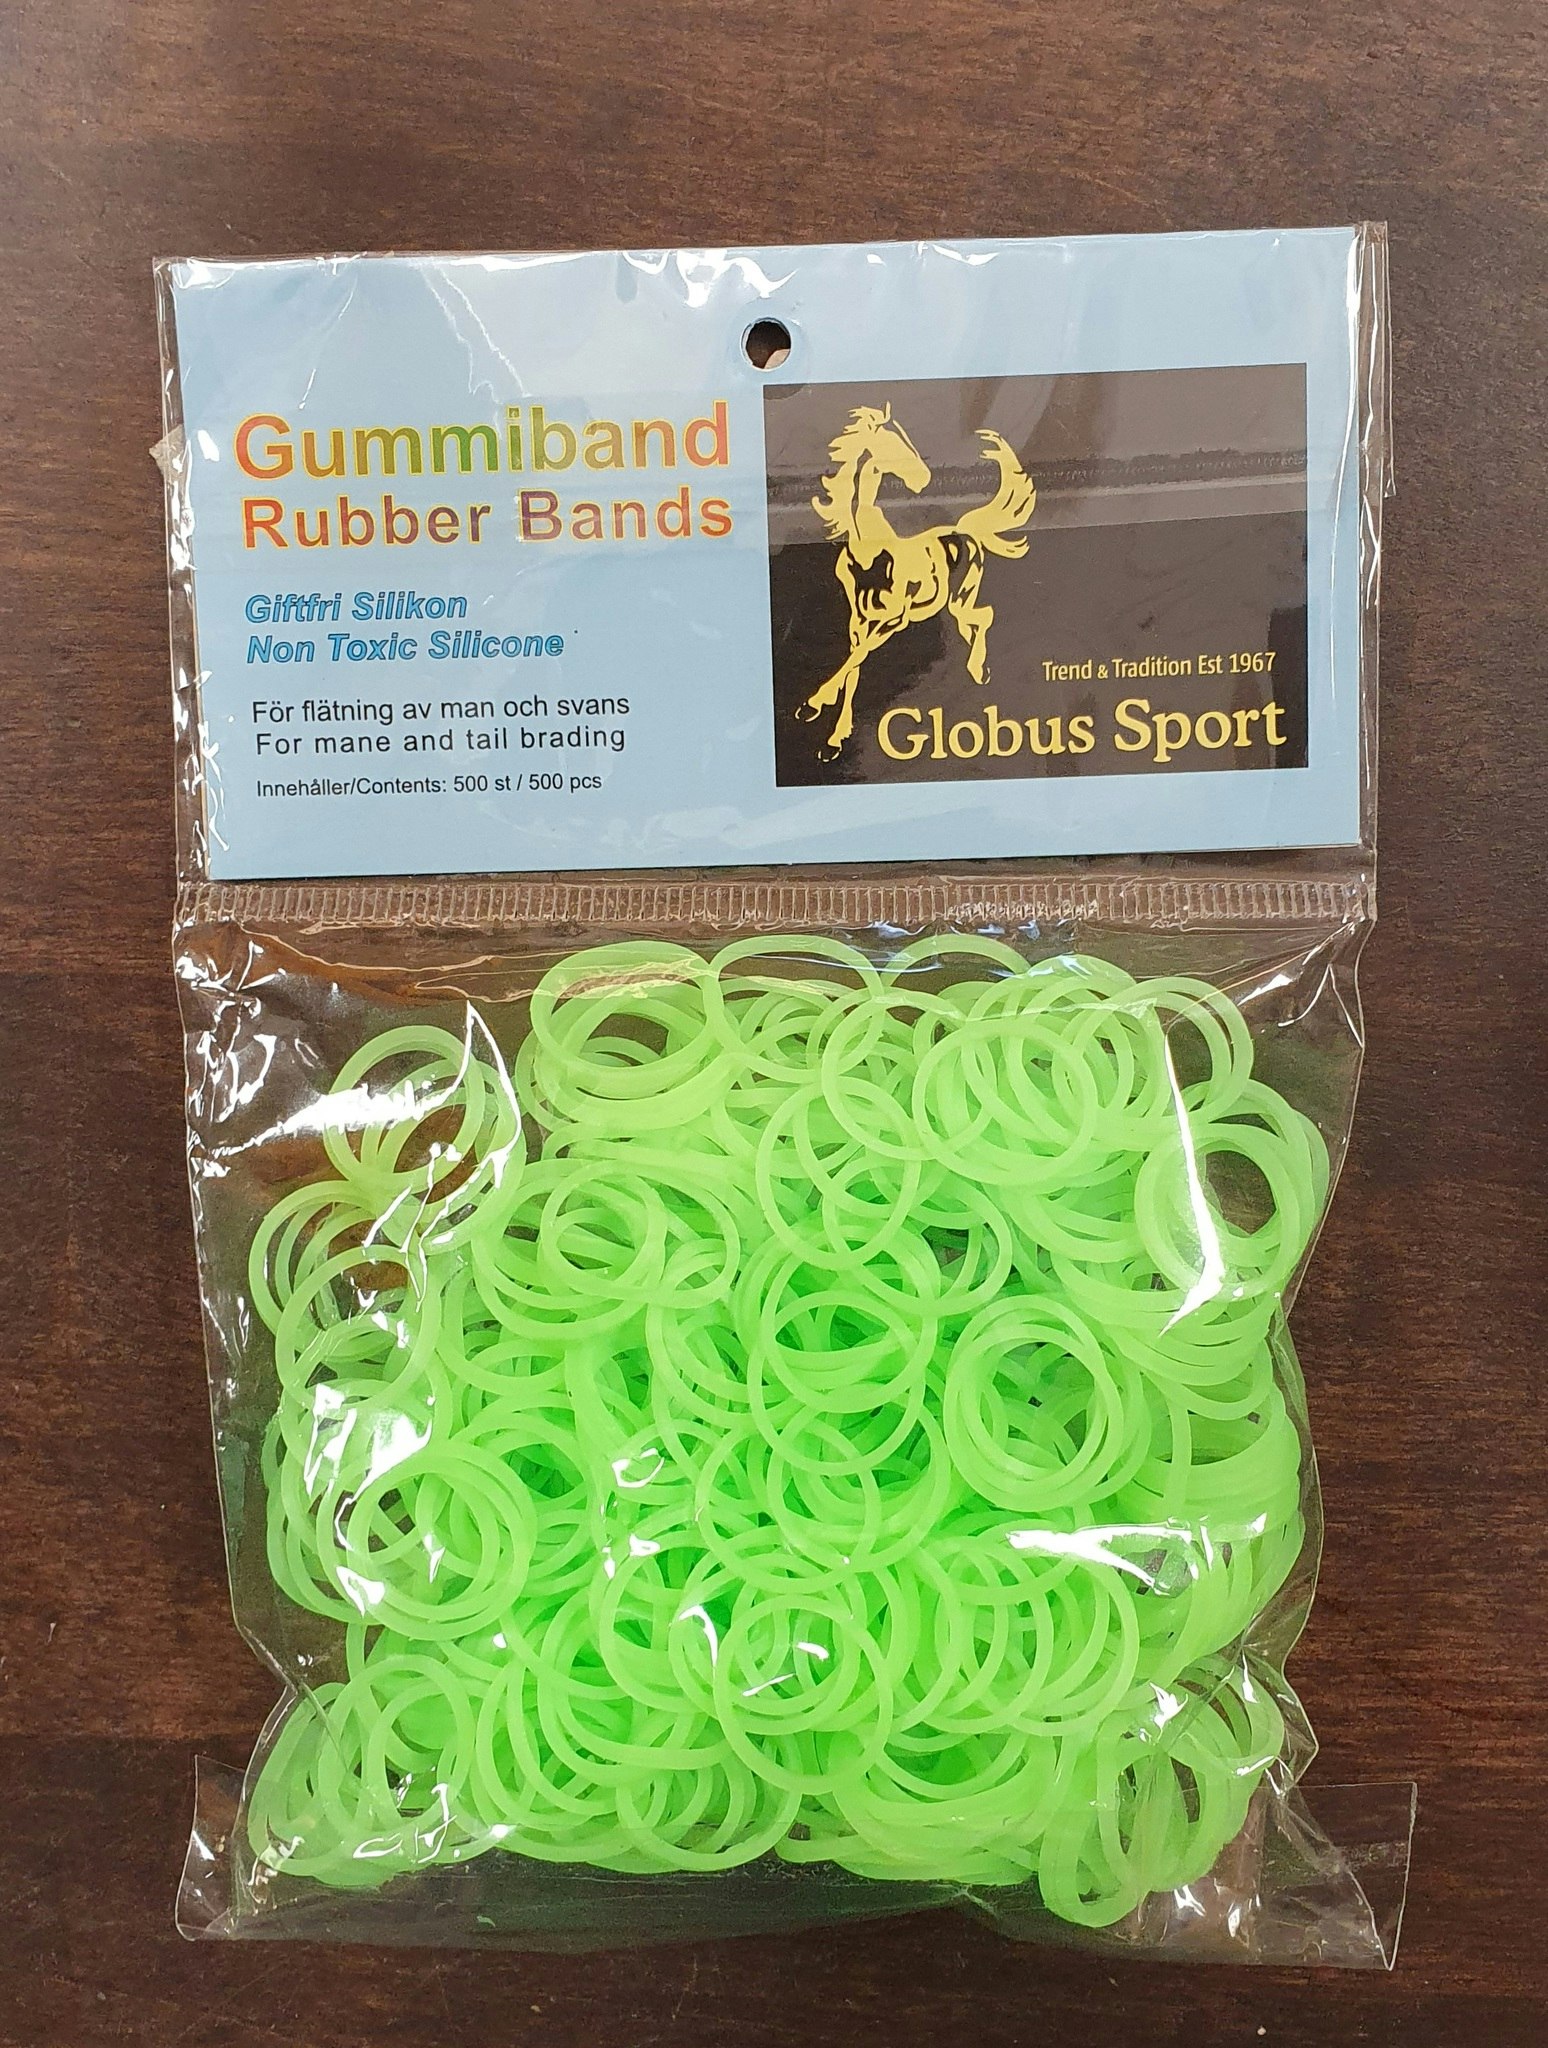 Gummiband
Rubber Bands
Giftfri Silikon
Non Toxic Silicone
För flätning av man och svans
For mane and tail brading
Innehåller/Contents: 500 st / 500 pcs
Trend & Tradition Est 1967
Globus Sport